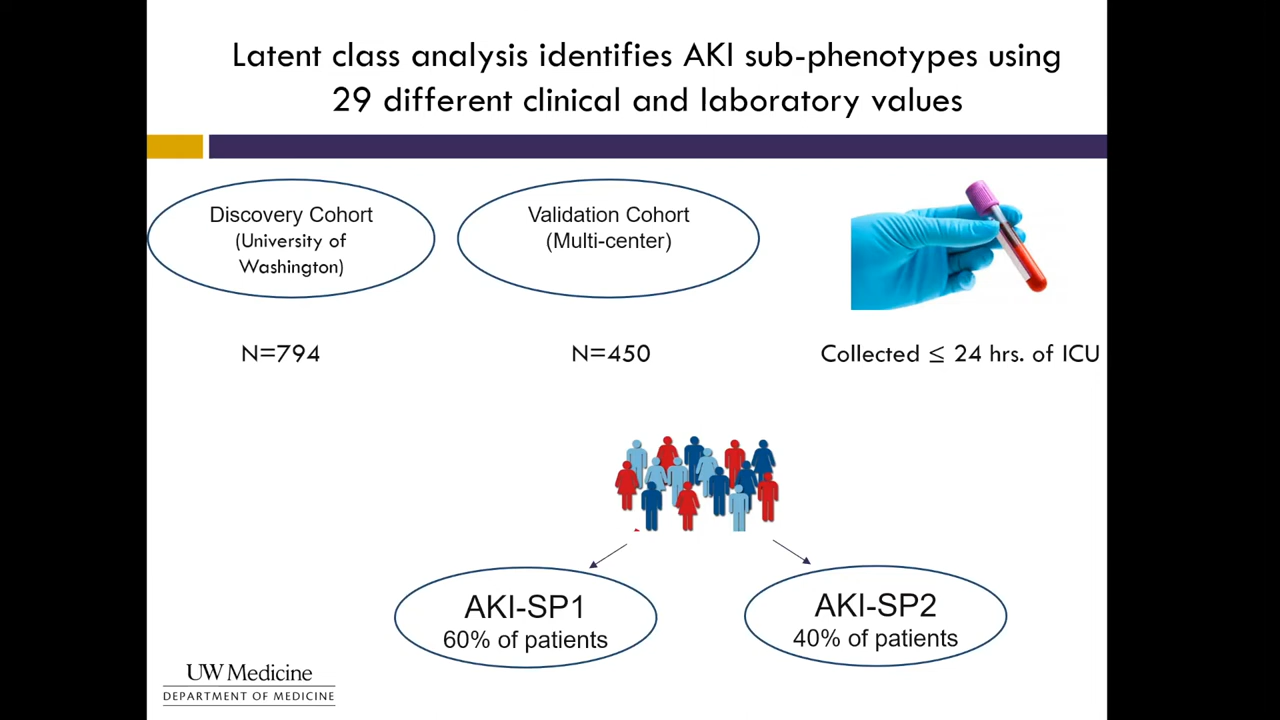 Latent class analysis identifies AKI sub-phenotypes using
29 different clinical and laboratory values
Discovery Cohort
(University of
Washington)
Validation Cohort
(Multi-center)
N=794
N=450
Collected ≤ 24 hrs. of ICU
AKI-SP1
60% of patients
AKI-SP2
40% of patients
UW Medicine
DEPARTMENT OF MEDICINE